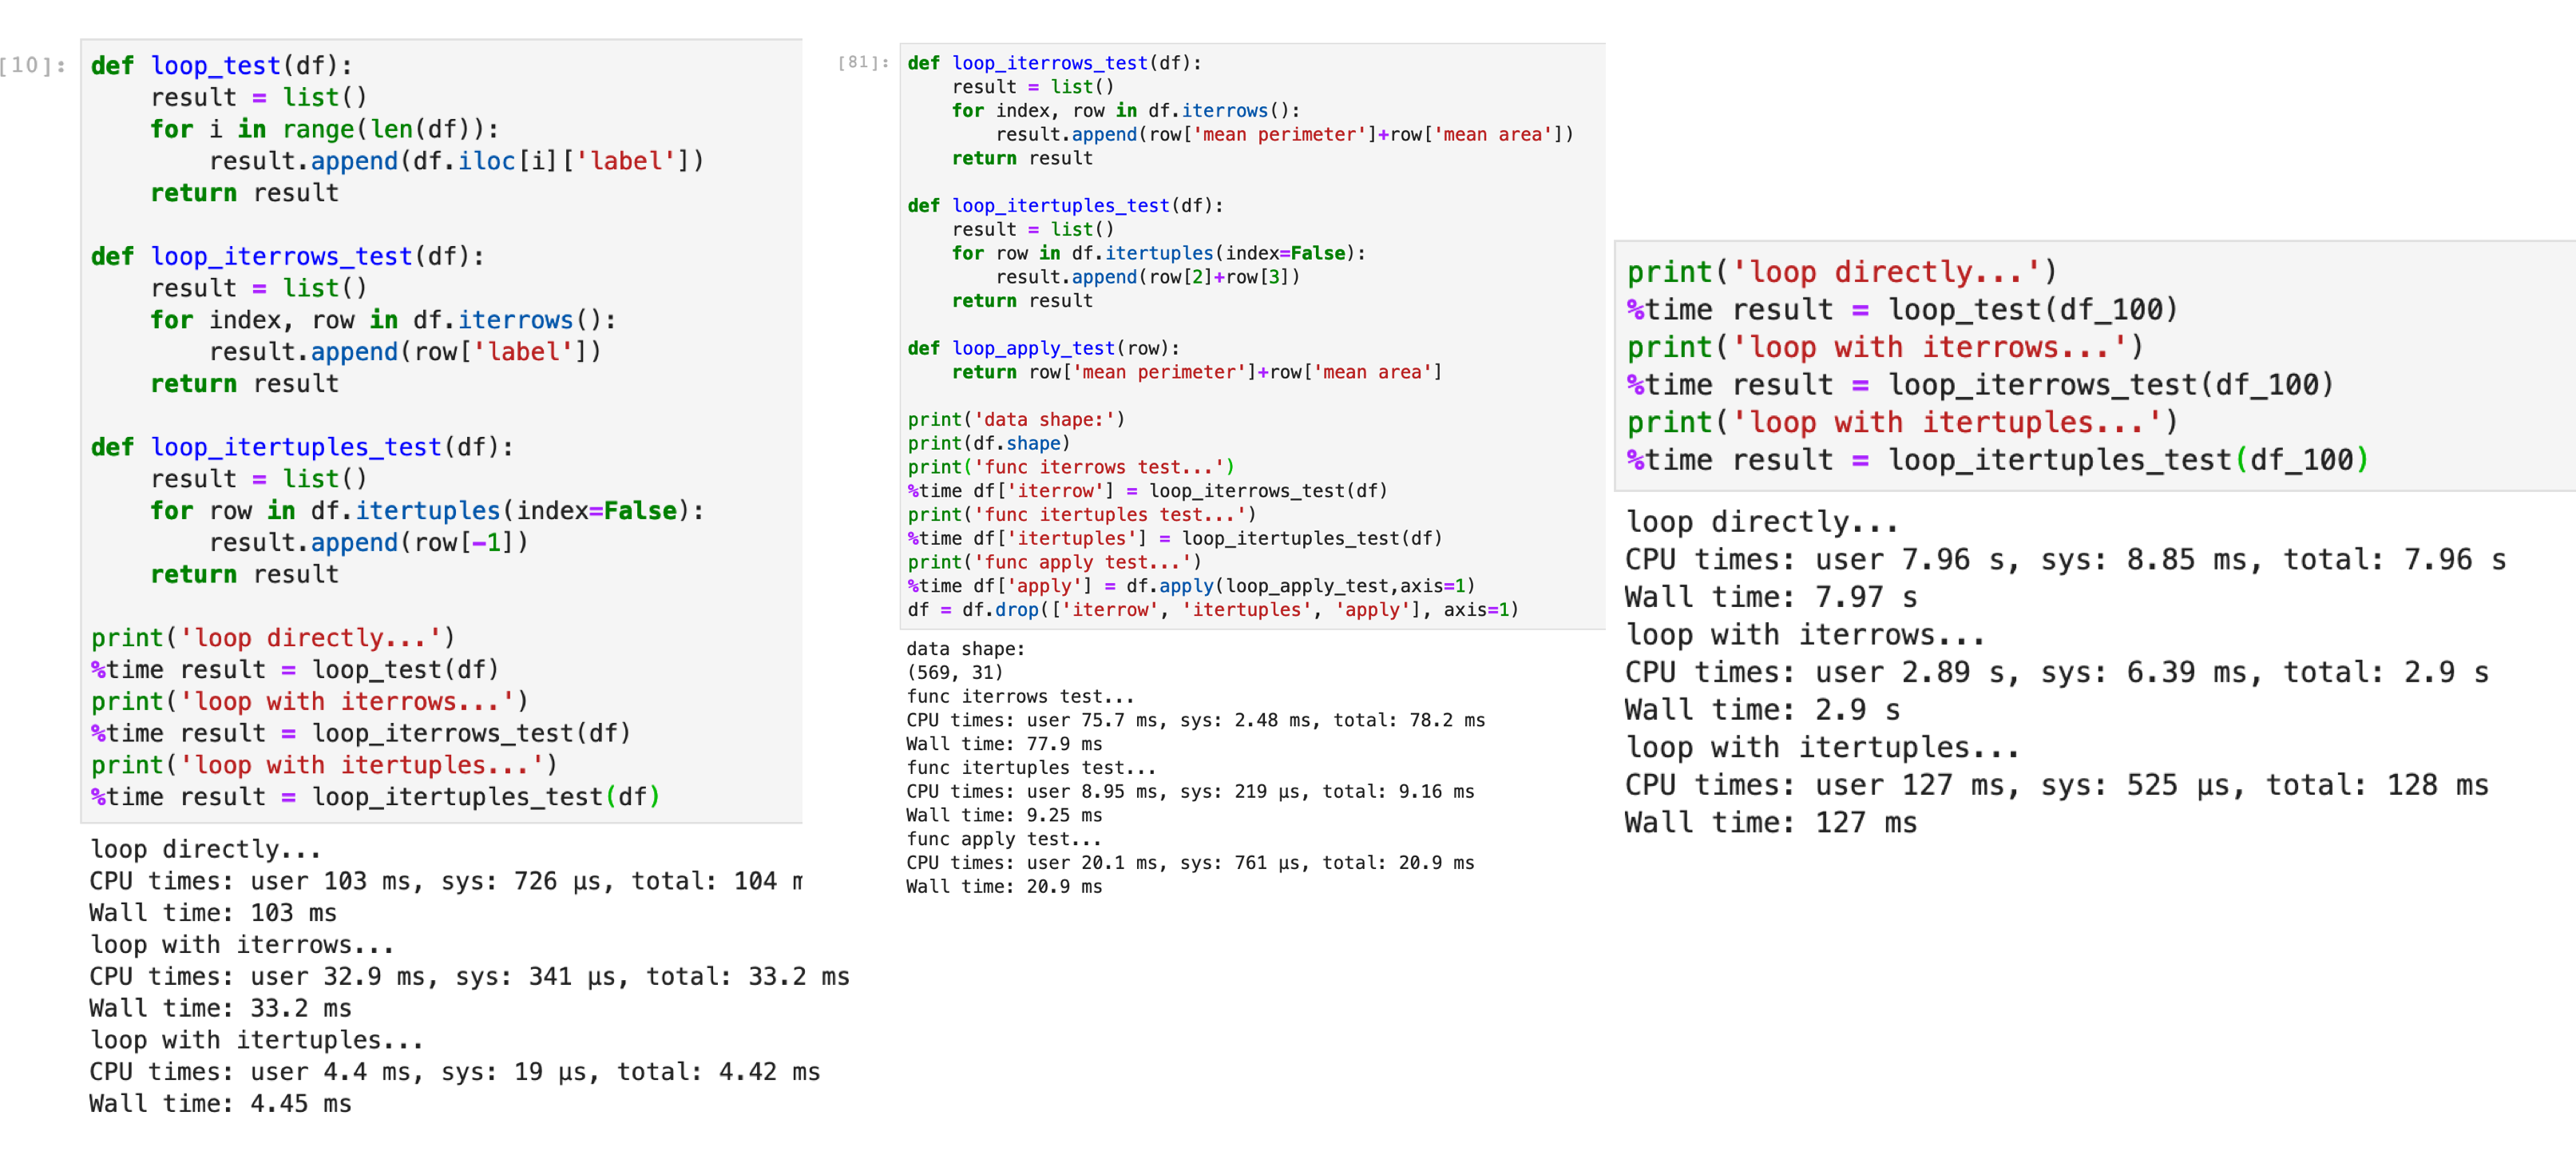 [10]:
def loop_test(df):
    result = list()
    for i in range(len(df)):
        result.append(df.iloc[i]['label'])
    return result

def loop_iterrows_test(df):
    result = list()
    for index, row in df.iterrows():
        result.append(row['label'])
    return result

def loop_itertuples_test(df):
    result = list()
    for row in df.itertuples(index=False):
        result.append(row[-1])
    return result

print('loop directly...')
%time result = loop_test(df)
print('loop with iterrows...')
%time result = loop_iterrows_test(df)
print('loop with itertuples...')
%time result = loop_itertuples_test(df)
loop directly...
CPU times: user 103 ms, sys: 726 µs, total: 104
Wall time: 103 ms
loop with iterrows...
CPU times: user 32.9 ms, sys: 341 µs, total: 33.2 ms
Wall time: 33.2 ms
loop with itertuples...
CPU times: user 4.4 ms, sys: 19 µs, total: 4.42 ms
Wall time: 4.45 ms
[81]:
def loop_iterrows_test(df):
    result = list()
    for index, row in df.iterrows():
        result.append(row['mean perimeter']+row['mean area'])
    return result

def loop_itertuples_test(df):
    result = list()
    for row in df.itertuples(index=False):
        result.append(row[2]+row[3])
    return result

def loop_apply_test(row):
    return row['mean perimeter']+row['mean area']

print('data shape:')
print(df.shape)
print('func iterrows test...')
%time df['iterrow'] = loop_iterrows_test(df)
print('func itertuples test...')
%time df['itertuples'] = loop_itertuples_test(df)
print('func apply test...')
%time df['apply'] = df.apply(loop_apply_test,axis=1)
df = df.drop(['iterrow', 'itertuples', 'apply'], axis=1)
data shape:
(569, 31)
func iterrows test...
CPU times: user 75.7 ms, sys: 2.48 ms, total: 78.2 ms
Wall time: 77.9 ms
func itertuples test...
CPU times: user 8.95 ms, sys: 219 µs, total: 9.16 ms
Wall time: 9.25 ms
func apply test...
CPU times: user 20.1 ms, sys: 761 µs, total: 20.9 ms
Wall time: 20.9 ms
print('loop directly...')
%time result = loop_test(df_100)
print('loop with iterrows...')
%time result = loop_iterrows_test(df_100)
print('loop with itertuples...')
%time result = loop_itertuples_test(df_100)
loop directly...
CPU times: user 7.96 s, sys: 8.85 ms, total: 7.96 s
Wall time: 7.97 s
loop with iterrows...
CPU times: user 2.89 s, sys: 6.39 ms, total: 2.9 s
Wall time: 2.9 s
loop with itertuples...
CPU times: user 127 ms, sys: 525 µs, total: 128 ms
Wall time: 127 ms